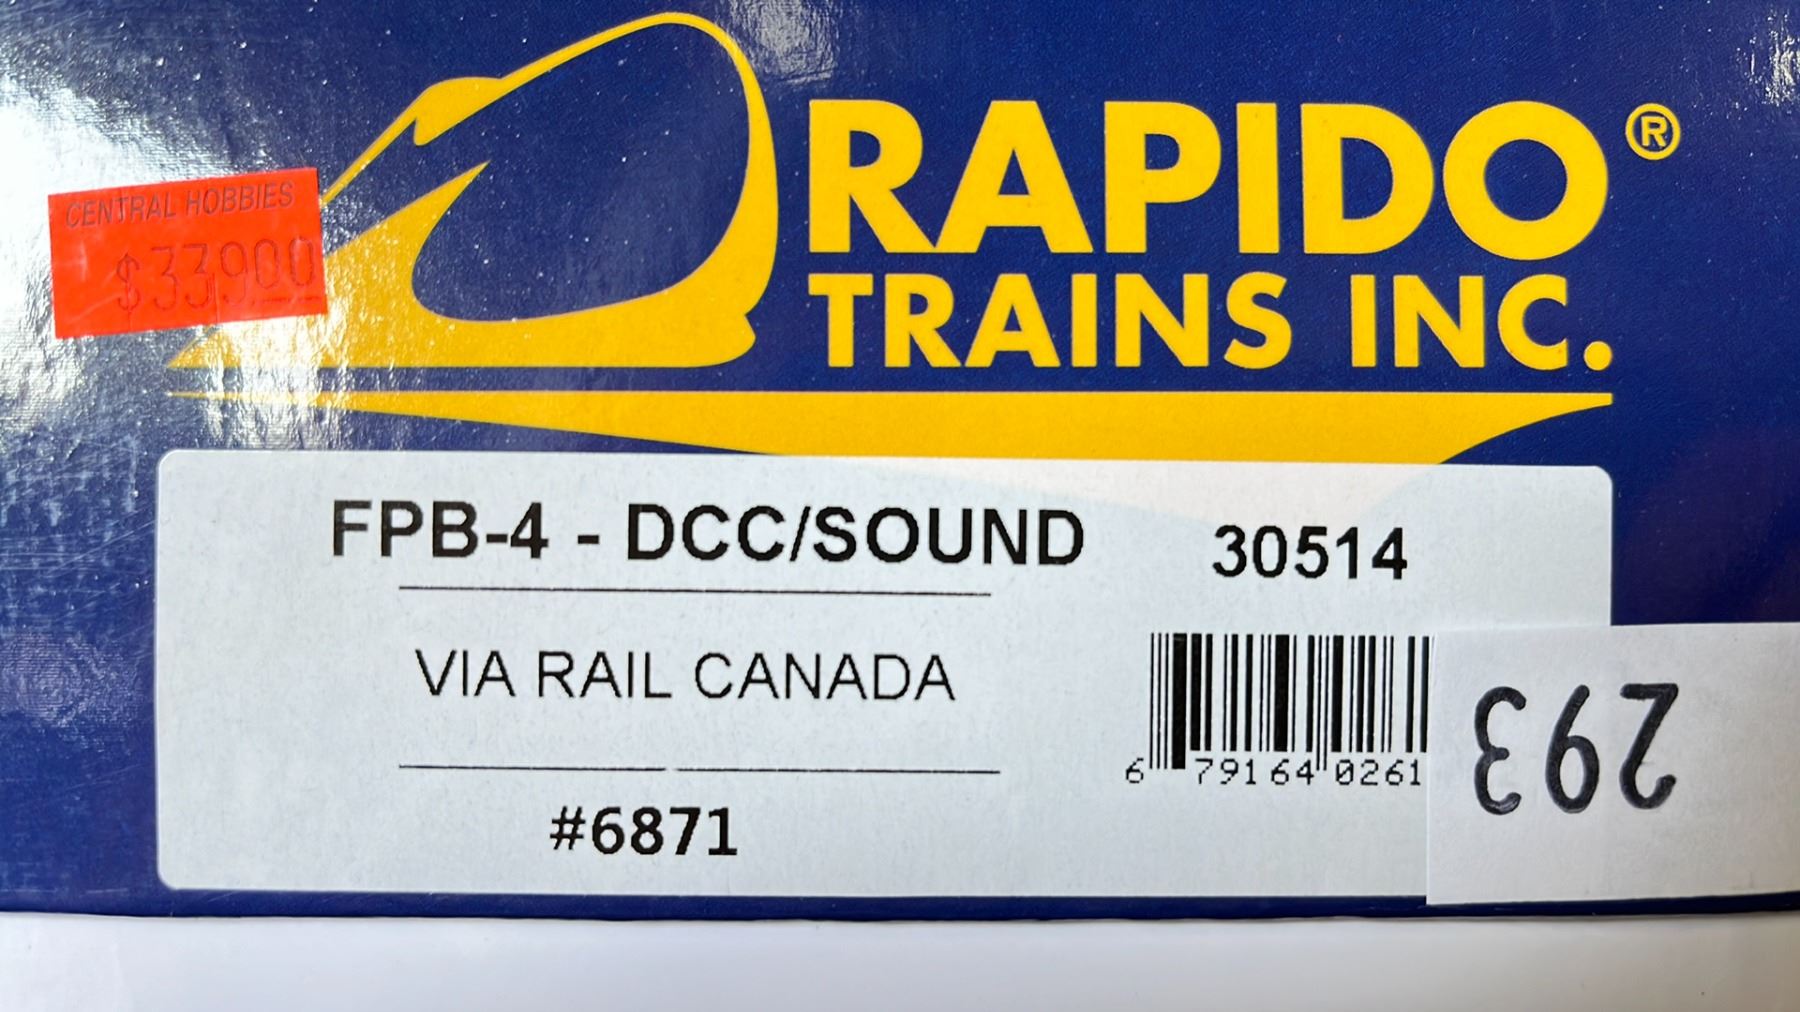 RAPIDO®
TRAINS INC.
CENTRAL HOBBIES
$339.00
FPB-4 - DCC/SOUND
30514
VIA RAIL CANADA
6 79164 0261
#6871
293